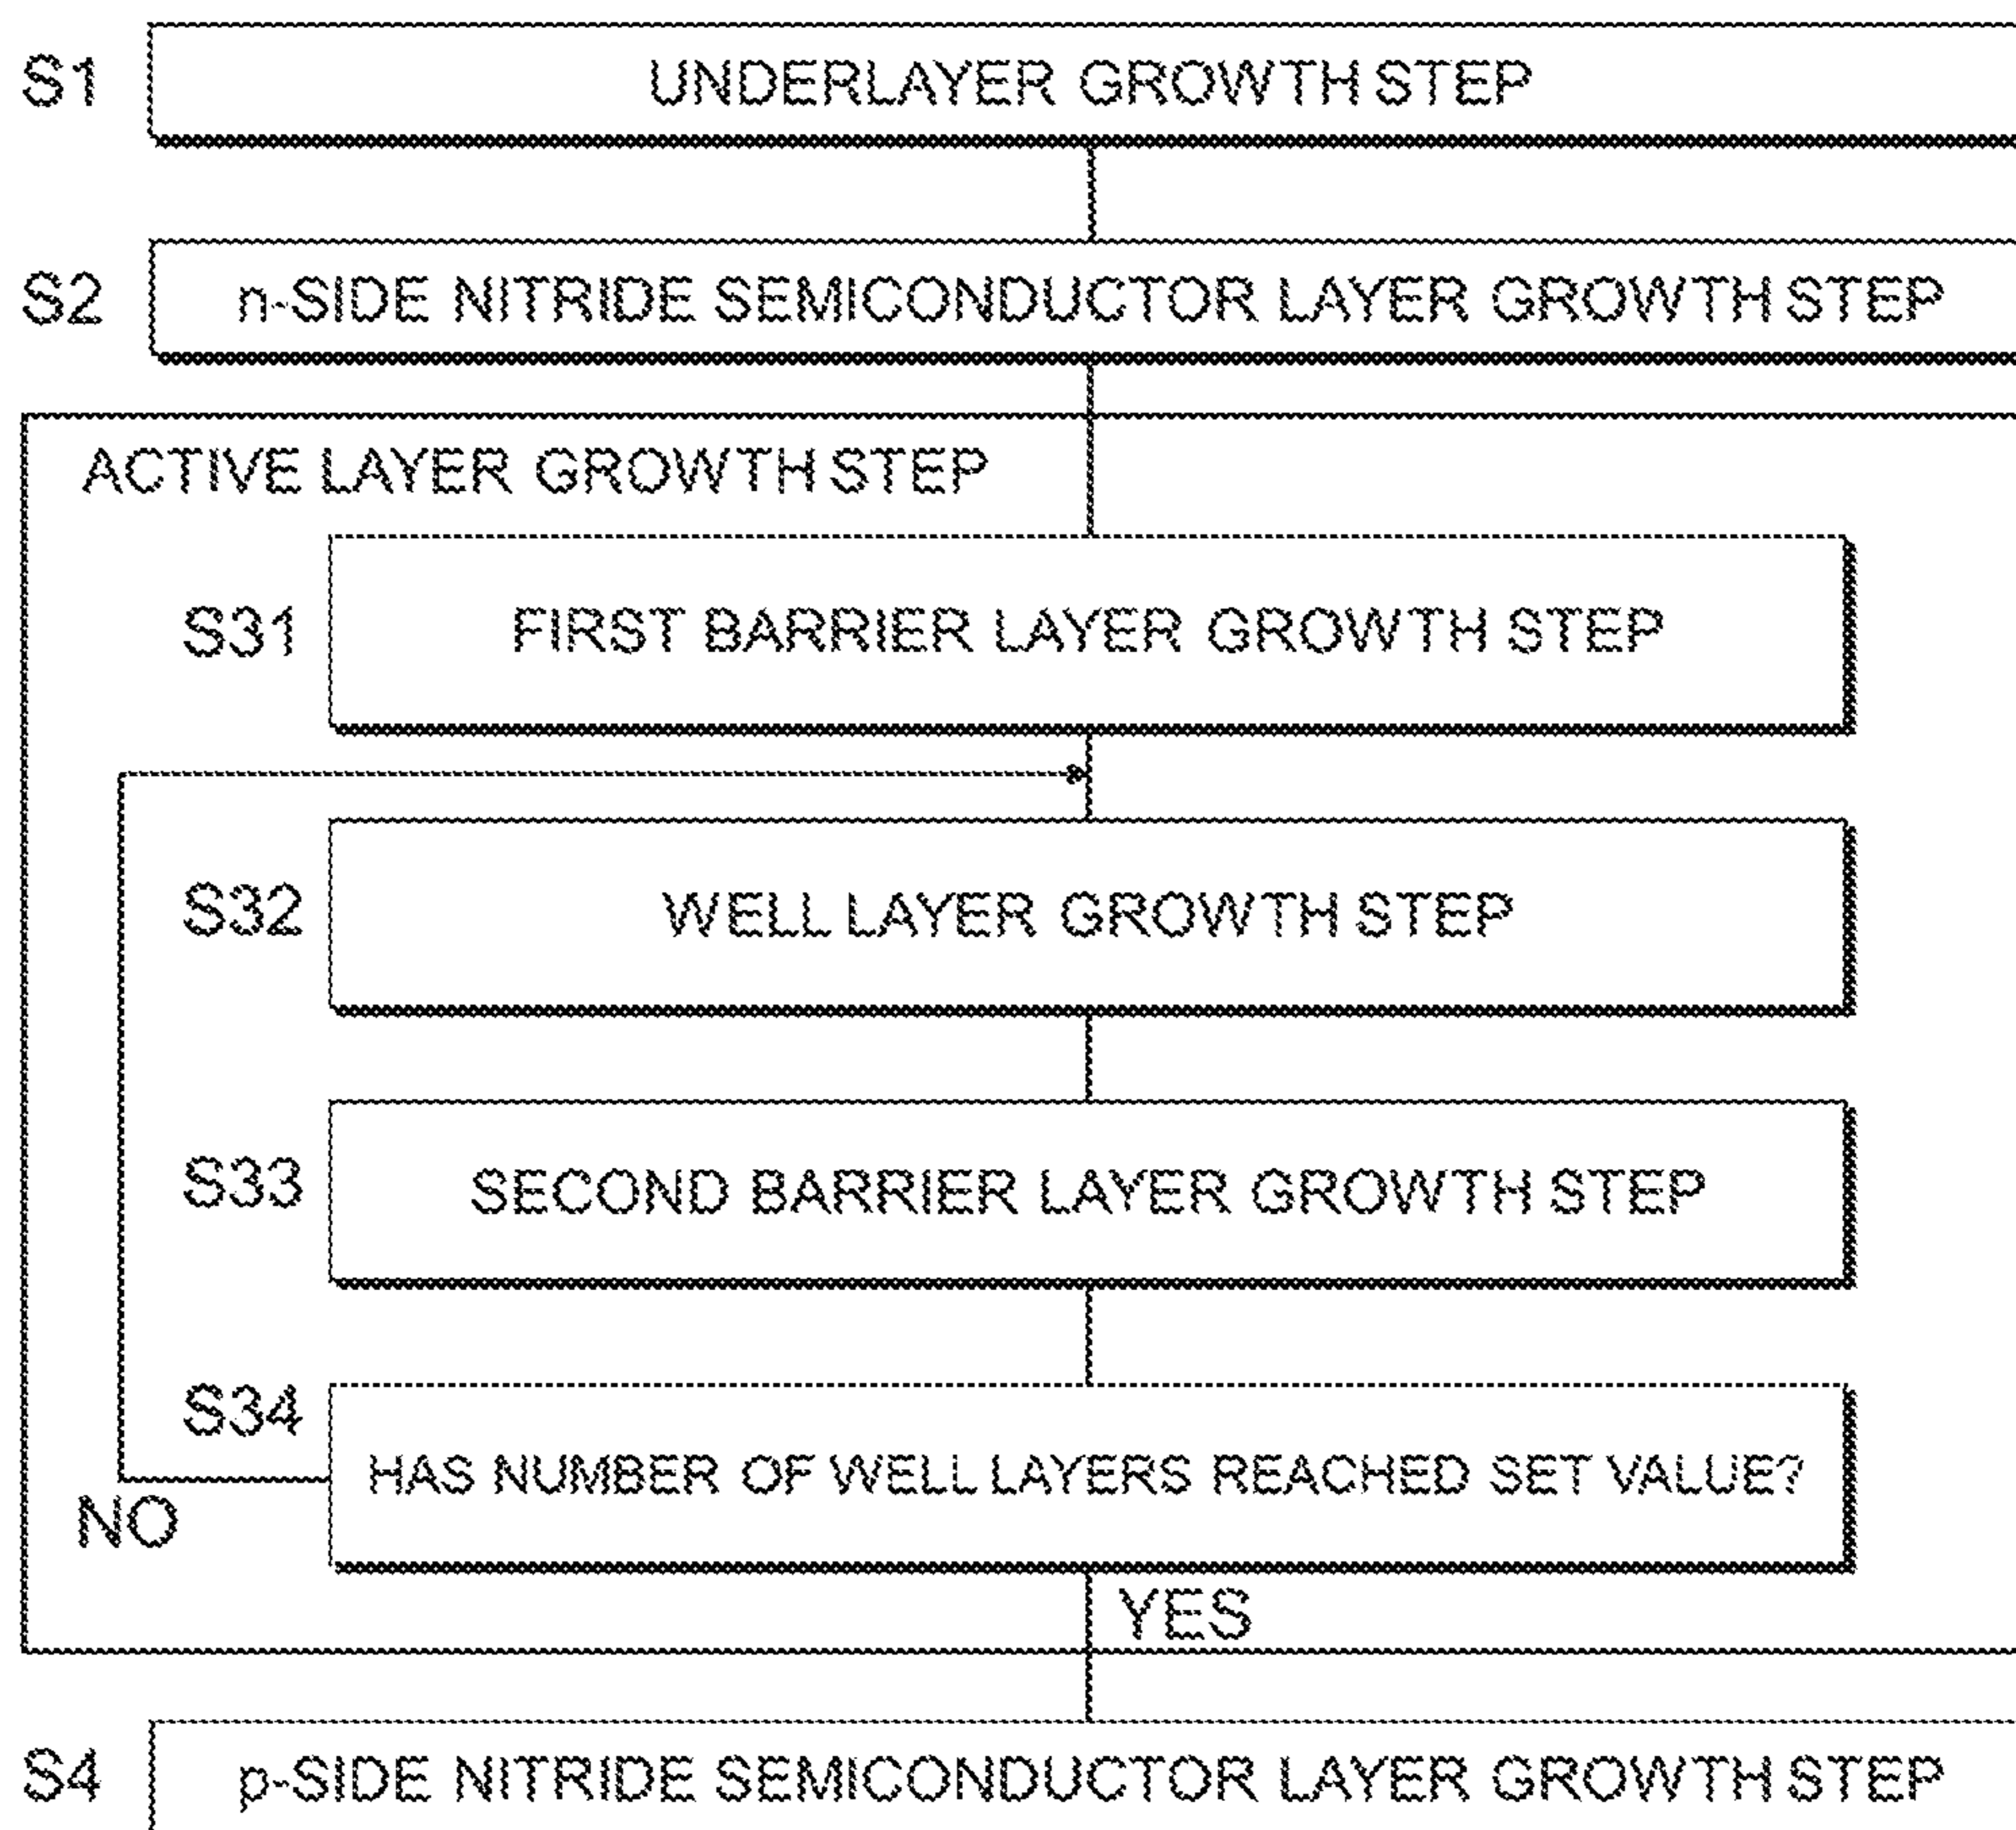 S1 UNDERLAYER GROWTH STEP
S2 n-SIDE NITRIDE SEMICONDUCTOR LAYER GROWTH STEP
ACTIVE LAYER GROWTH STEP
S31 FIRST BARRIER LAYER GROWTH STEP
S32 WELL LAYER GROWTH STEP
S33 SECOND BARRIER LAYER GROWTH STEP
S34 HAS NUMBER OF WELL LAYERS REACHED SET VALUE?
NO
YES
S4 p-SIDE NITRIDE SEMICONDUCTOR LAYER GROWTH STEP